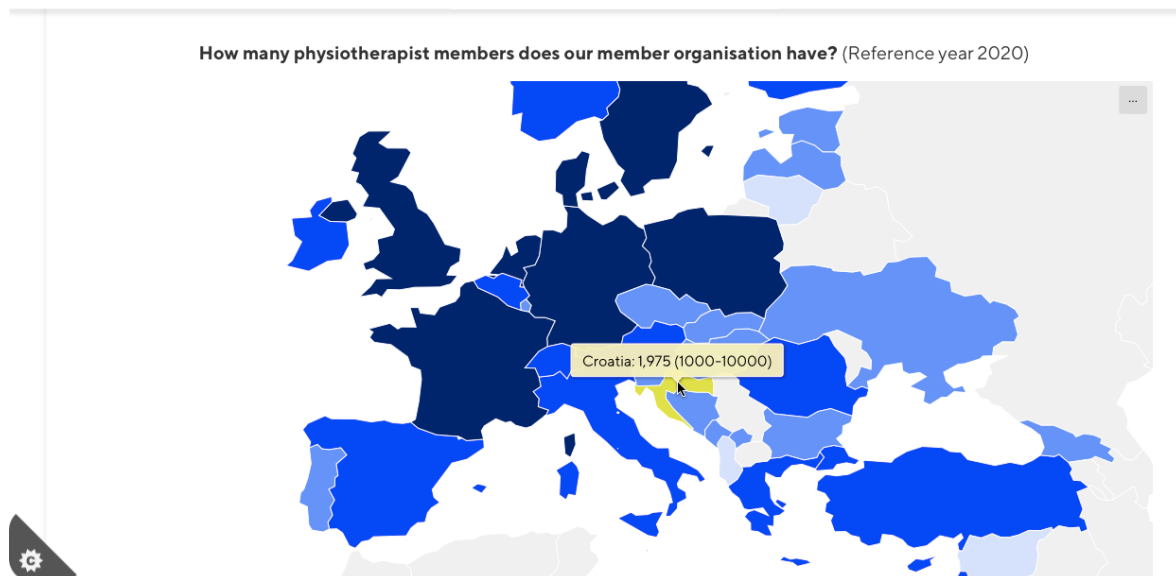 How many physiotherapist members does our member organisation have? (Reference year 2020)
...
Croatia: 1,975 (1000-10000)
C